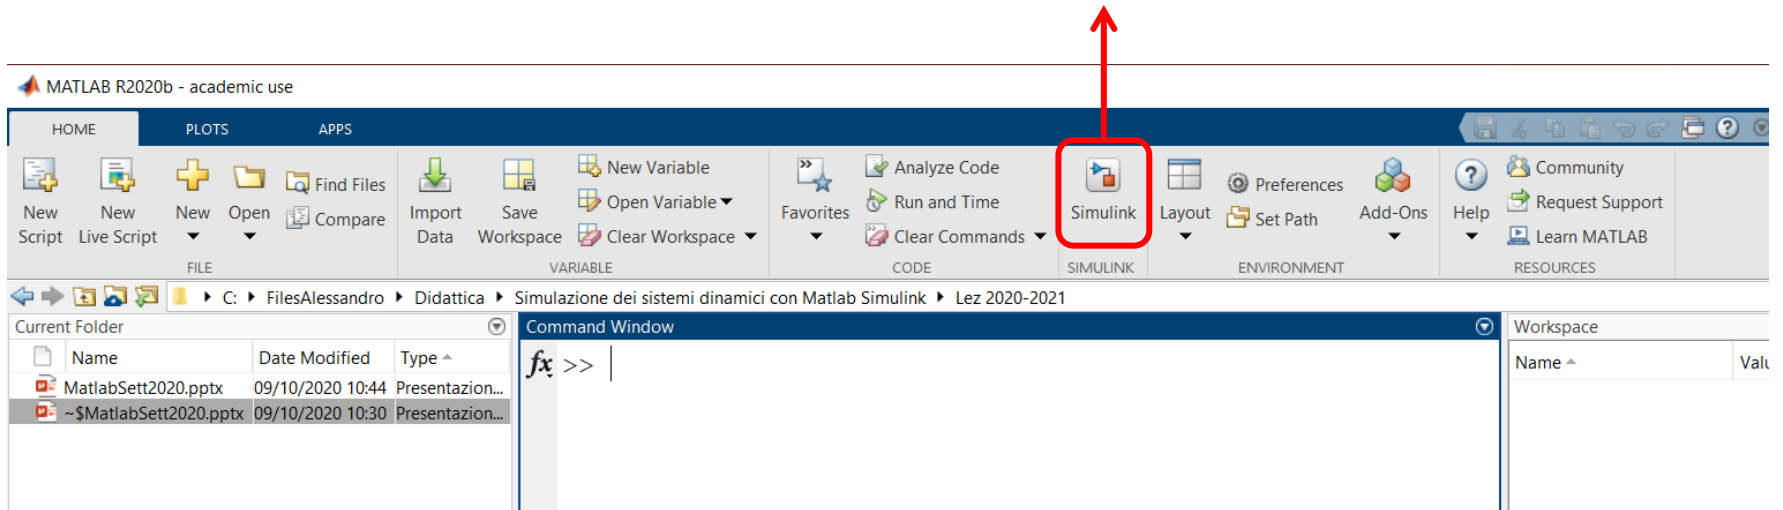 MATLAB R2020b - academic use
HOME PLOTS APPS
New Script
New Live Script
New
Open
Find Files
Compare
FILE
Import Data
Save Workspace
New Variable
Open Variable
Clear Workspace
VARIABLE
Favorites
Analyze Code
Run and Time
Clear Commands
CODE
Simulink
SIMULINK
Layout
Preferences
Set Path
Add-Ons
ENVIRONMENT
Help
Community
Request Support
Learn MATLAB
RESOURCES
C: FilesAlessandro Didattica Simulazione dei sistemi dinamici con Matlab Simulink Lez 2020-2021
Current Folder
Name Date Modified Type
MatlabSett2020.pptx 09/10/2020 10:44 Presentazion...
~$MatlabSett2020.pptx 09/10/2020 10:30 Presentazion...
Command Window
fx >>
Workspace
Name Valu